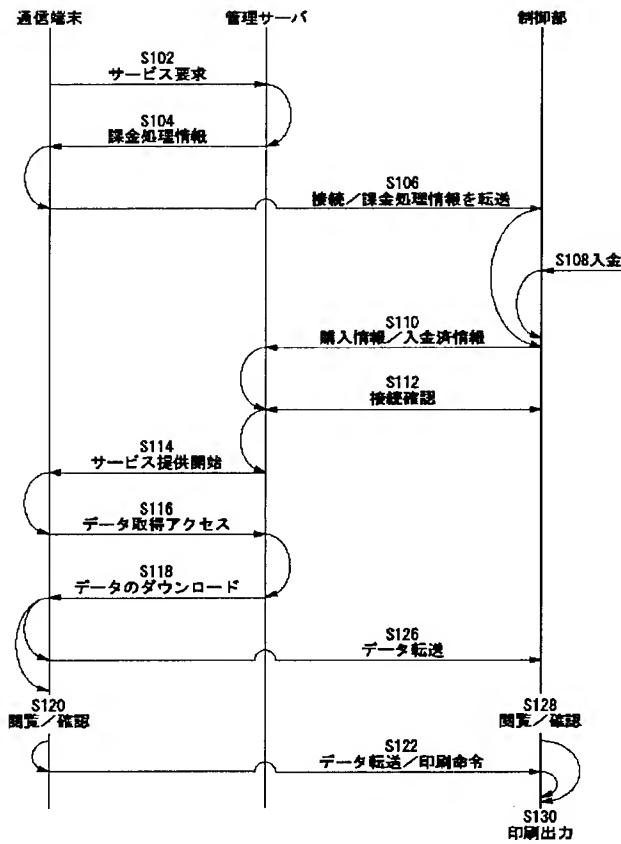 通信端末
管理サーバ
制御部
S102
サービス要求
S104
課金処理情報
S106
接続／課金処理情報を転送
S108入金
S110
購入情報／入金済情報
S112
接続確認
S114
サービス提供開始
S116
データ取得アクセス
S118
データのダウンロード
S126
データ転送
S120
閲覧／確認
S128
閲覧／確認
S122
データ転送／印刷命令
S130
印刷出力